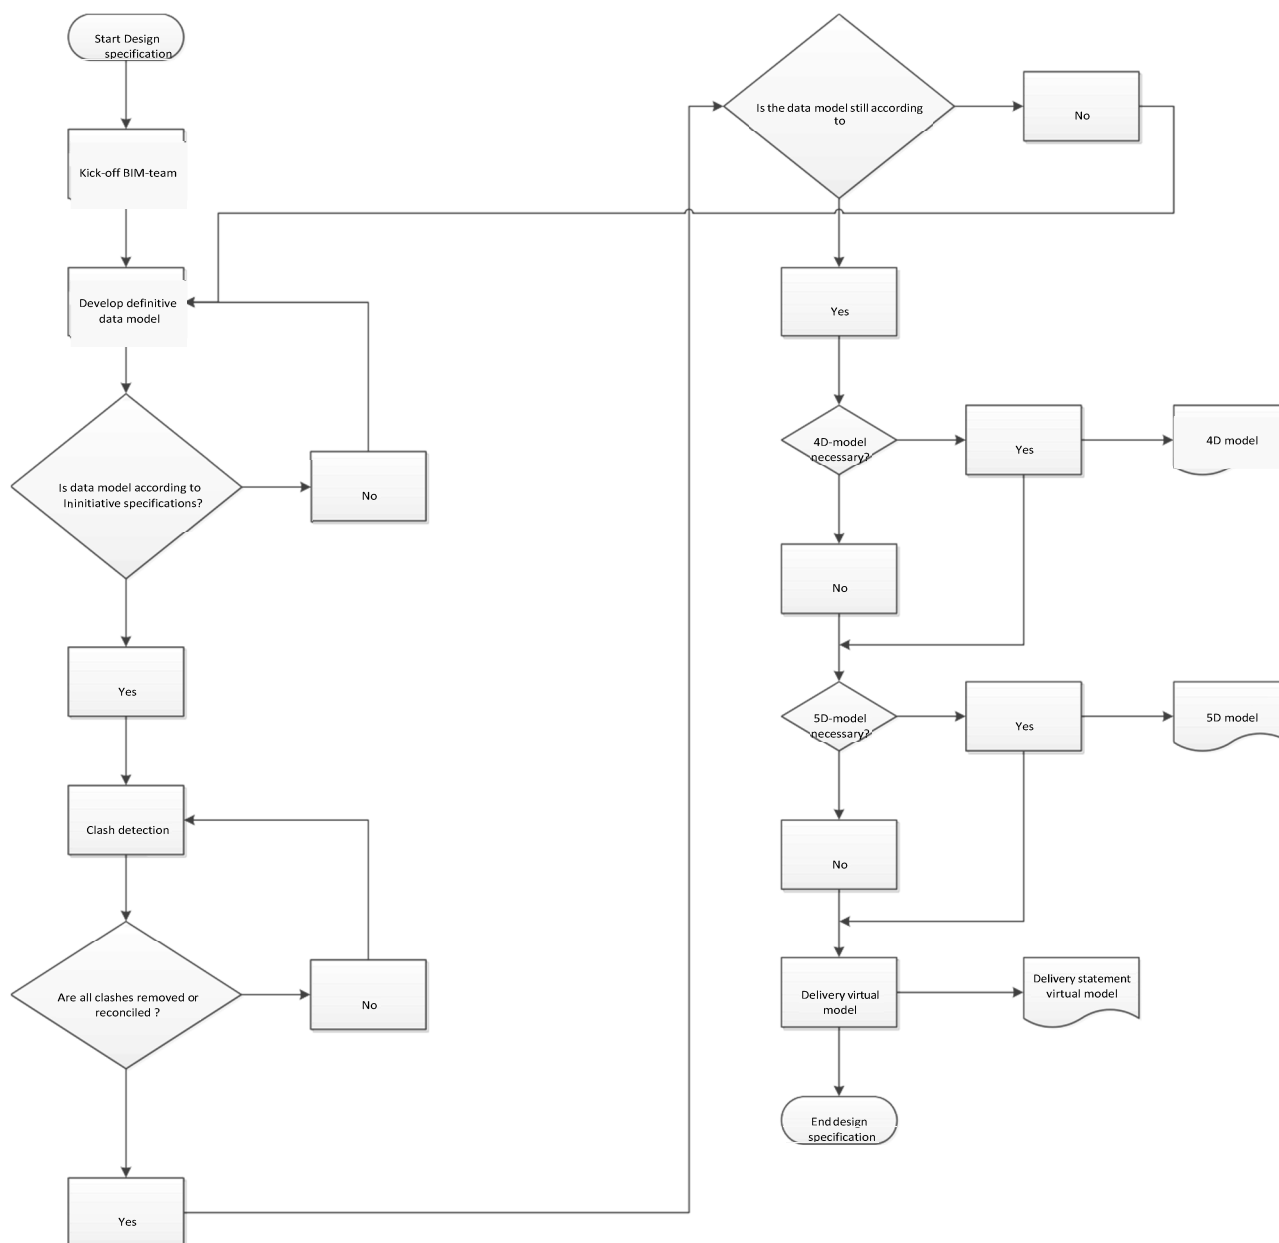 Start Design
specification
Kick-off BIM-team
Develop definitive
data model
Is data model according to
Ininitiative specifications?
No
Yes
Clash detection
Are all clashes removed or
reconciled ?
No
Yes
Is the data model still according
to
No
Yes
4D-model
necessary?
Yes
4D model
No
5D-model
necessary?
Yes
5D model
No
Delivery virtual
model
Delivery statement
virtual model
End design
specification